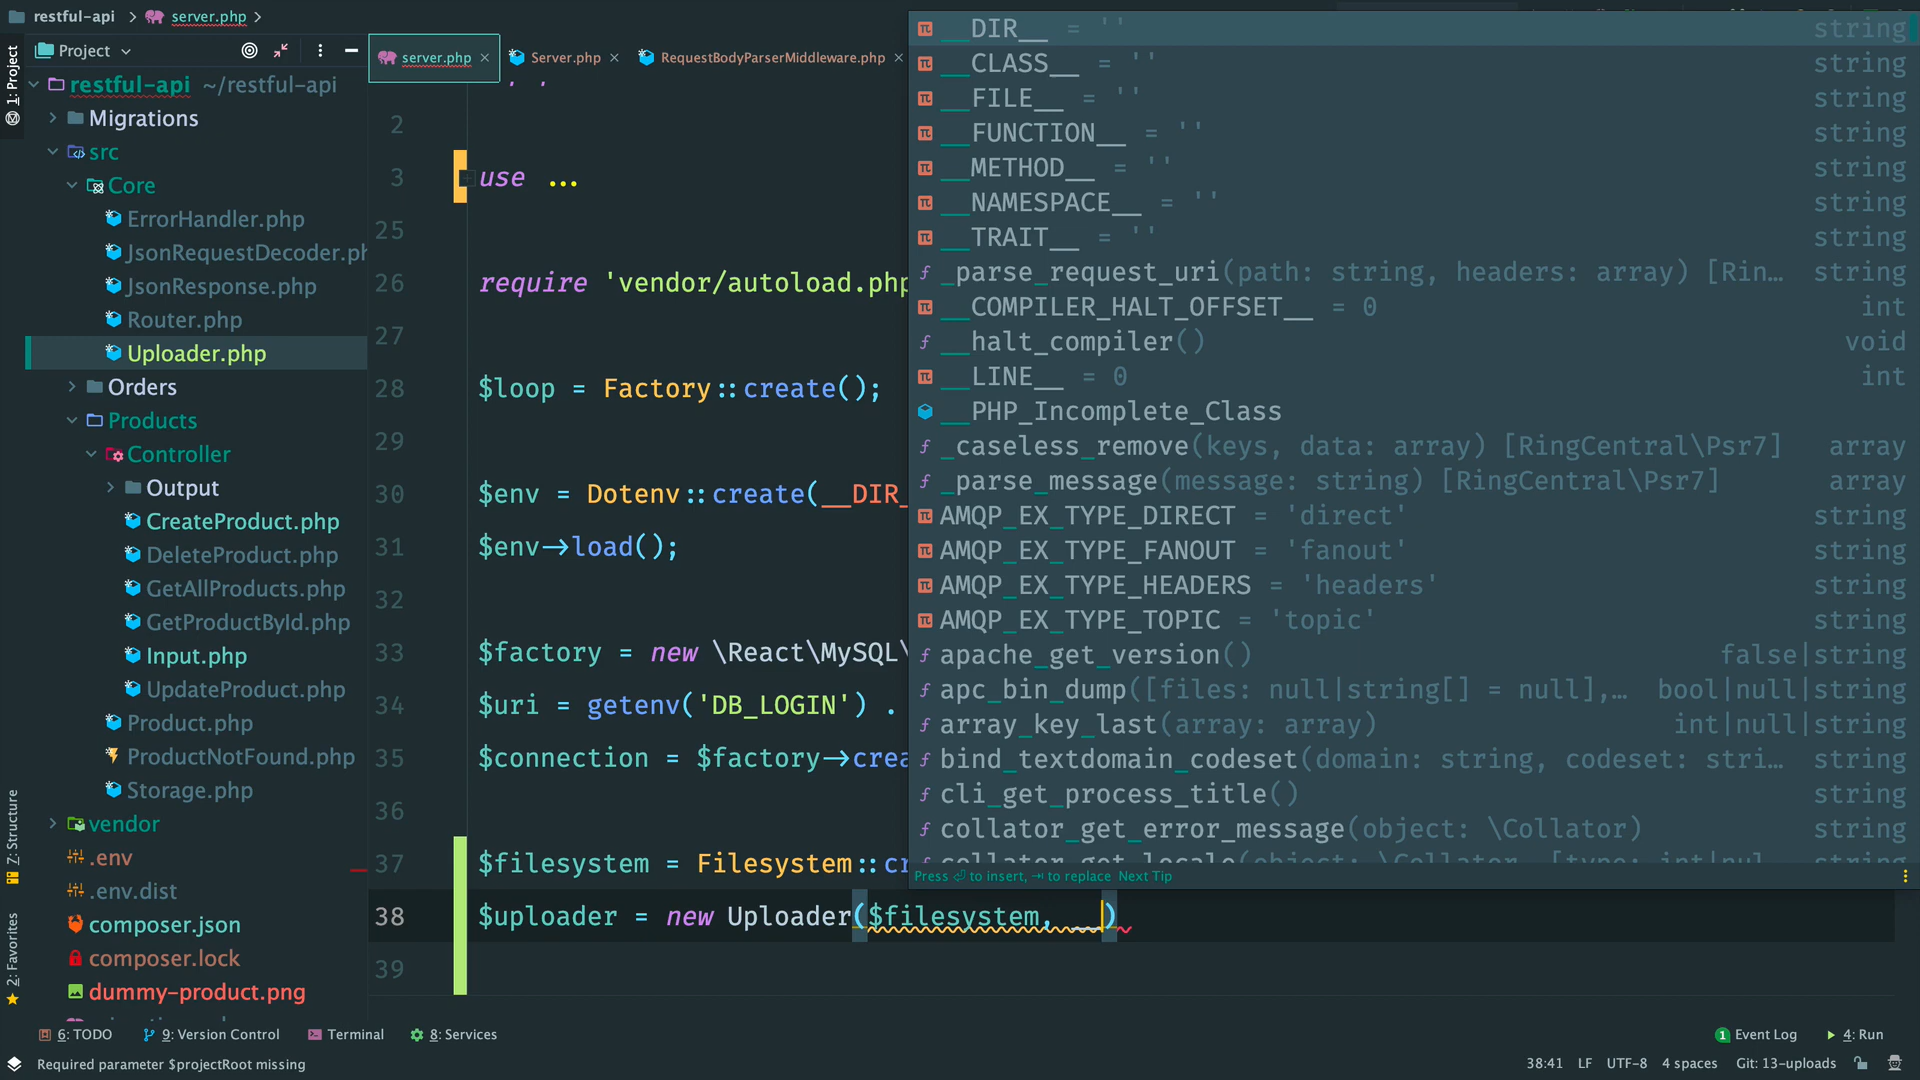 restful-api > server.php >
1: Project
Project
restful-api ~/restful-api
Migrations
src
Core
ErrorHandler.php
JsonRequestDecoder.ph
JsonResponse.php
Router.php
Uploader.php
Orders
Products
Controller
Output
CreateProduct.php
DeleteProduct.php
GetAllProducts.php
GetProductById.php
Input.php
UpdateProduct.php
Product.php
ProductNotFound.php
Storage.php
vendor
.env
.env.dist
composer.json
composer.lock
dummy-product.png
Z: Structure
2: Favorites
server.php × Server.php × RequestBodyParserMiddleware.php ×
2
3 use ...
25
26 require 'vendor/autoload.php
27
28 $loop = Factory::create();
29
30 $env = Dotenv::create(__DIR_
31 $env→load();
32
33 $factory = new \React\MySQL\
34 $uri = getenv('DB_LOGIN') .
35 $connection = $factory→crea
36
37 $filesystem = Filesystem::cr
38 $uploader = new Uploader($filesystem, __)
39
__DIR__ = '' string
__CLASS__ = '' string
__FILE__ = '' string
__FUNCTION__ = '' string
__METHOD__ = '' string
__NAMESPACE__ = '' string
__TRAIT__ = '' string
_parse_request_uri(path: string, headers: array) [Rin... string
__COMPILER_HALT_OFFSET__ = 0 int
__halt_compiler() void
__LINE__ = 0 int
__PHP_Incomplete_Class
_caseless_remove(keys, data: array) [RingCentral\Psr7] array
_parse_message(message: string) [RingCentral\Psr7] array
AMQP_EX_TYPE_DIRECT = 'direct' string
AMQP_EX_TYPE_FANOUT = 'fanout' string
AMQP_EX_TYPE_HEADERS = 'headers' string
AMQP_EX_TYPE_TOPIC = 'topic' string
apache_get_version() false|string
apc_bin_dump([files: null|string[] = null],... bool|null|string
array_key_last(array: array) int|null|string
bind_textdomain_codeset(domain: string, codeset: stri... string
cli_get_process_title() string
collator_get_error_message(object: \Collator) string
Press ⏎ to insert, ⇥ to replace Next Tip
6: TODO 9: Version Control Terminal 8: Services 1 Event Log 4: Run
Required parameter $projectRoot missing 38:41 LF UTF-8 4 spaces Git: 13-uploads